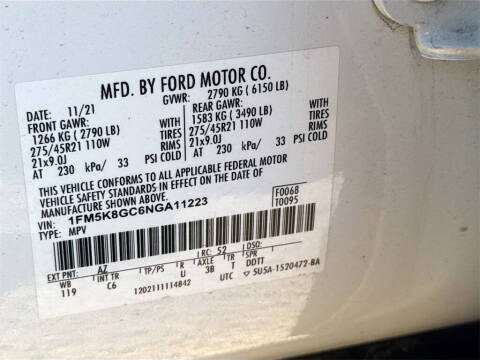 MFD. BY FORD MOTOR CO.
DATE: 11/21 GVWR: 2790 KG ( 6150 LB)
FRONT GAWR: REAR GAWR:
1266 KG ( 2790 LB) WITH 1583 KG ( 3490 LB) WITH
275/45R21 110W TIRES 275/45R21 110W TIRES
21x9.0J RIMS 21x9.0J RIMS
AT 230 kPa/ 33 PSI COLD AT 230 kPa/ 33 PSI COLD
THIS VEHICLE CONFORMS TO ALL APPLICABLE FEDERAL MOTOR
VEHICLE SAFETY STANDARDS IN EFFECT ON THE DATE OF
MANUFACTURE SHOWN ABOVE.
VIN: 1FM5K8GC6NGA11223 F0068
TYPE: MPV T0095
EXT PNT: AZ RC: 52 DSO:
WB INT TR TP/PS R AXLE TR SPR
119 C6 U 3B T DDTT
1202111114842 UTC 5U5A-1520472-BA